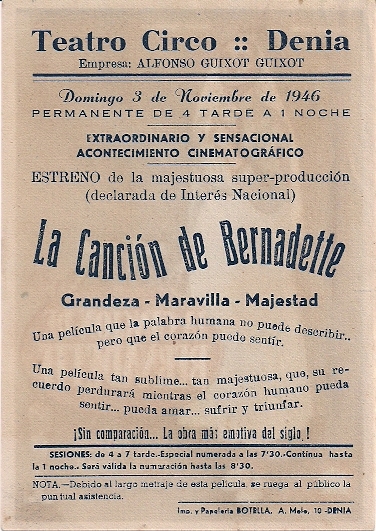 Teatro Circo :: Denia
Empresa: ALFONSO GUIXOT GUIXOT
Domingo 3 de Noviembre de 1946
PERMANENTE DE 4 TARDE A 1 NOCHE
EXTRAORDINARIO Y SENSACIONAL
ACONTECIMIENTO CINEMATOGRÁFICO
ESTRENO de la majestuosa super-producción
(declarada de Interés Nacional)
La Canción de Bernadette
Grandeza - Maravilla - Majestad
Una película que la palabra humana no puede describir..
pero que el corazón puede sentir.
Una película tan sublime... tan majestuosa, que, su re-
cuerdo perdurará mientras el corazón humano pueda
sentir... pueda amar... sufrir y triunfar.
¡Sin comparación... La obra más emotiva del siglo!
SESIONES: de 4 a 7 tarde.-Especial numerada a las 7'30.-Continua hasta
la 1 noche.- Será válida la numaración hasta las 8'30.
NOTA.—Debido al largo metraje de esta película, se ruega al público la
puntual asistencia.
Imp. y Papelería BOTELLA, A. Melo, 10 -DENIA